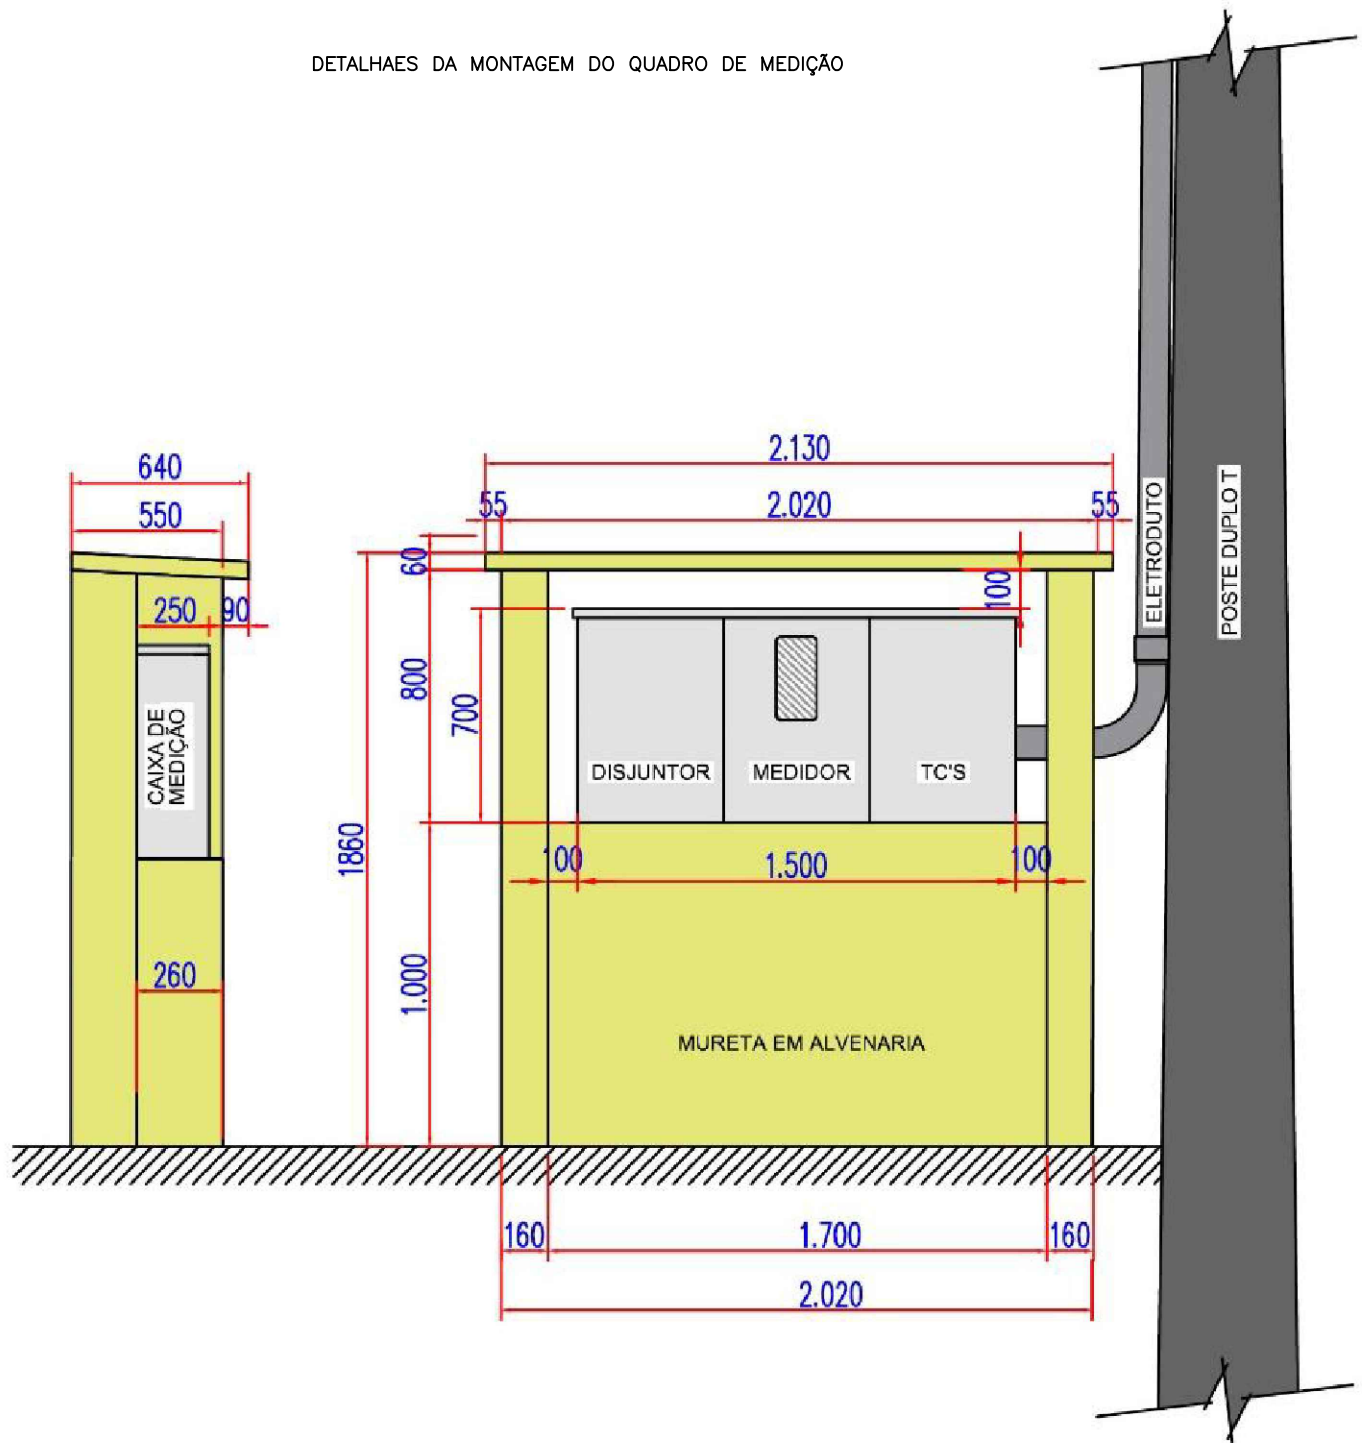 DETALHAES DA MONTAGEM DO QUADRO DE MEDIÇÃO
2.130
640
55
2.020
55
550
60
100
250
90
800
700
CAIXA DE
MEDIÇÃO
DISJUNTOR
MEDIDOR
TC'S
ELETRODUTO
POSTE DUPLO T
1860
100
1.500
100
260
1.000
MURETA EM ALVENARIA
160
1.700
160
2.020